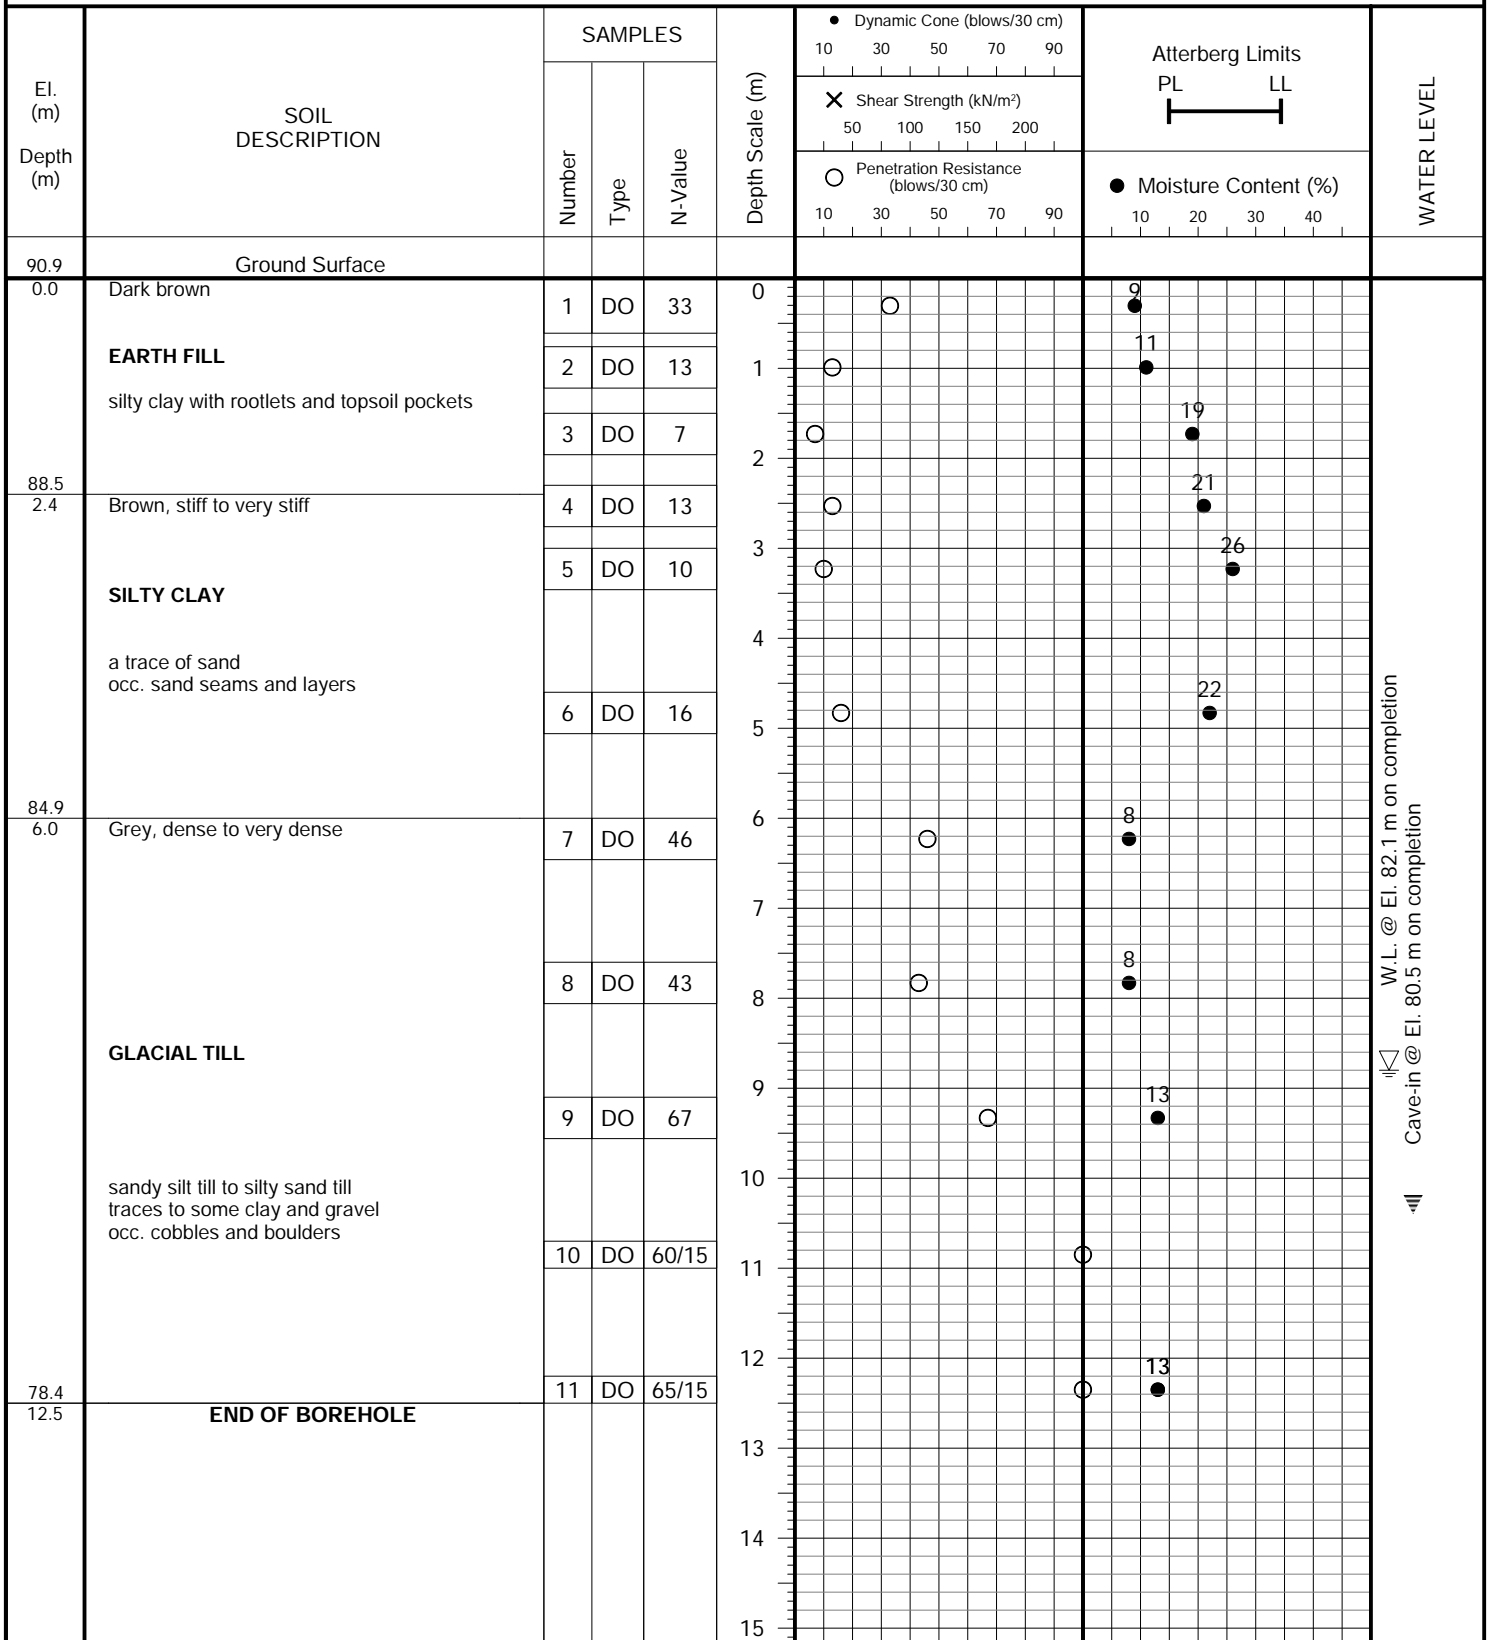 El.
(m)
Depth
(m)
SOIL
DESCRIPTION
SAMPLES
Number
Type
N-Value
Depth Scale (m)
● Dynamic Cone (blows/30 cm)
10 30 50 70 90
X Shear Strength (kN/m²)
50 100 150 200
O Penetration Resistance
(blows/30 cm)
10 30 50 70 90
Atterberg Limits
PL LL
● Moisture Content (%)
10 20 30 40
WATER LEVEL
90.9 Ground Surface
0.0 Dark brown
EARTH FILL
silty clay with rootlets and topsoil pockets
88.5
2.4 Brown, stiff to very stiff
SILTY CLAY
a trace of sand
occ. sand seams and layers
84.9
6.0 Grey, dense to very dense
GLACIAL TILL
sandy silt till to silty sand till
traces to some clay and gravel
occ. cobbles and boulders
78.4
12.5 END OF BOREHOLE
1 DO 33
2 DO 13
3 DO 7
4 DO 13
5 DO 10
6 DO 16
7 DO 46
8 DO 43
9 DO 67
10 DO 60/15
11 DO 65/15
0
1
2
3
4
5
6
7
8
9
10
11
12
13
14
15
9
11
19
21
26
22
8
8
13
13
W.L. @ El. 82.1 m on completion
Cave-in @ El. 80.5 m on completion